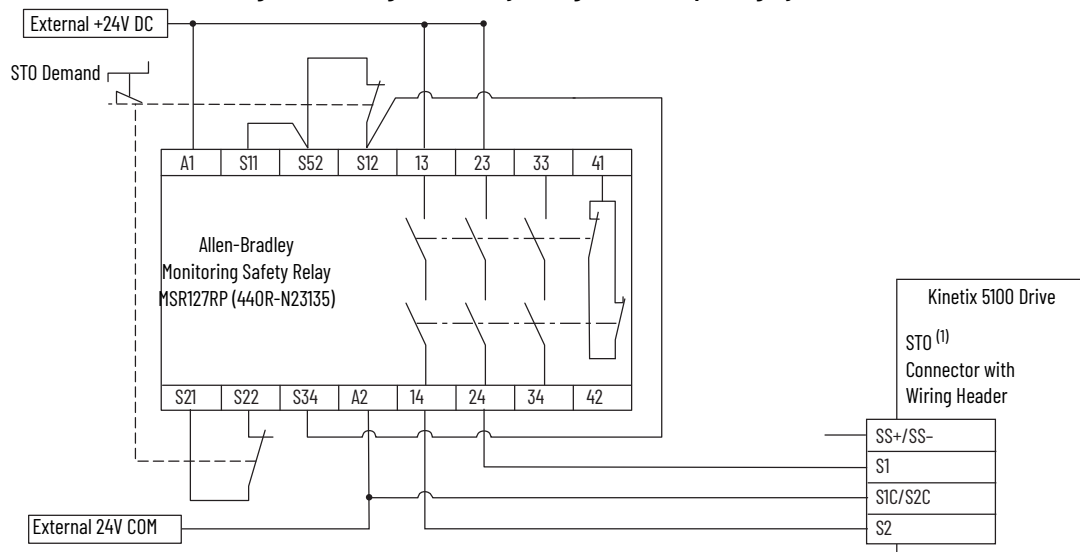 External +24V DC
STO Demand
A1 S11 S52 S12 13 23 33 41
Allen-Bradley
Monitoring Safety Relay
MSR127RP (440R-N23135)
S21 S22 S34 A2 14 24 34 42
External 24V COM
Kinetix 5100 Drive
STO (1)
Connector with
Wiring Header
SS+/SS-
S1
S1C/S2C
S2